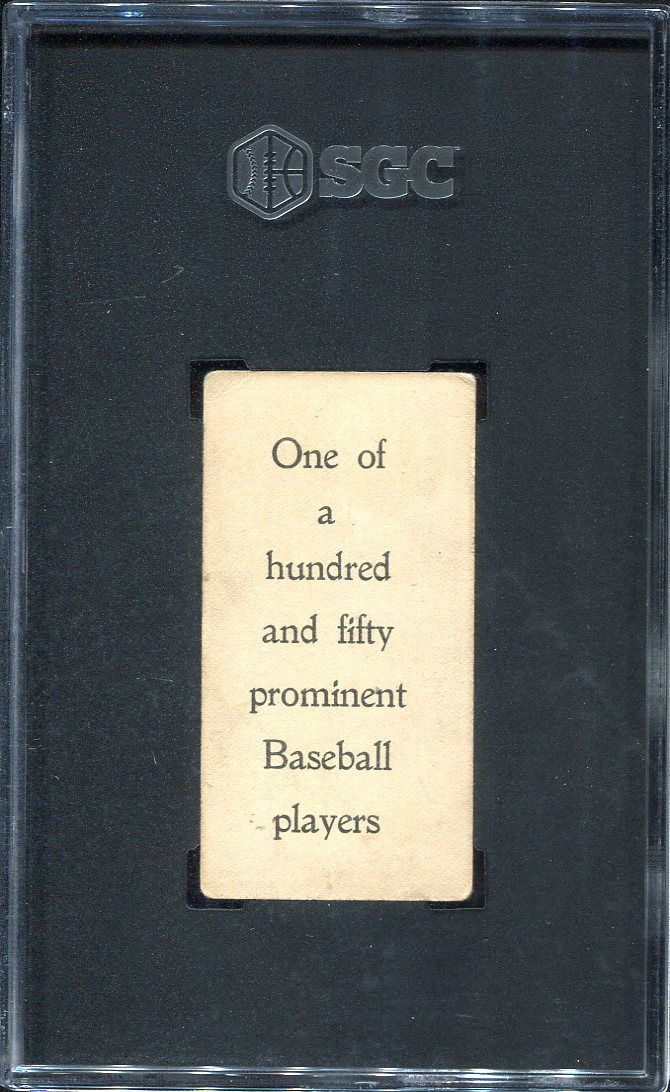 SGC
One of
a
hundred
and fifty
prominent
Baseball
players